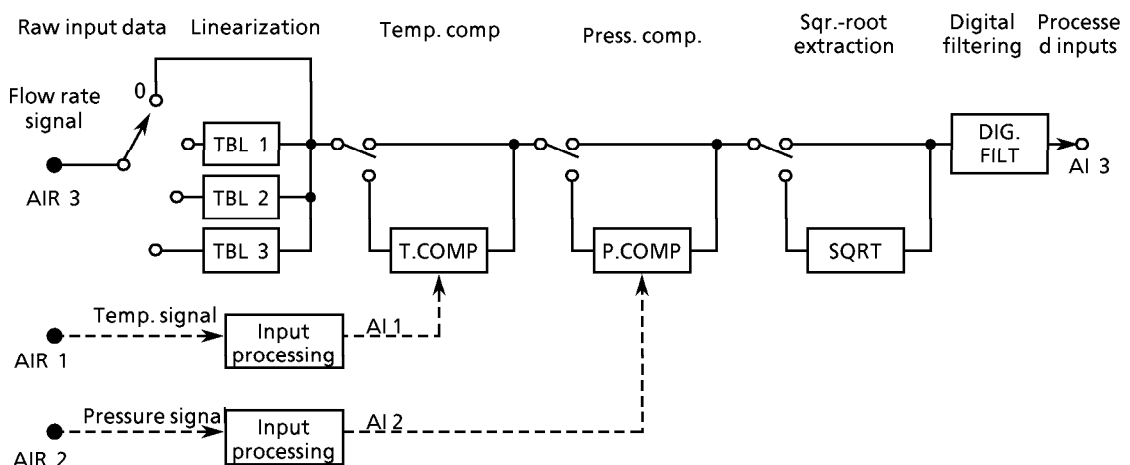 Raw input data
Linearization
Temp. comp
Press. comp.
Sqr.-root
extraction
Digital
filtering
Processe
d inputs
Flow rate
signal
0
AIR 3
TBL 1
TBL 2
TBL 3
T.COMP
P.COMP
SQRT
DIG.
FILT
AI 3
Temp. signal
AIR 1
Input
processing
AI 1
Pressure signal
AIR 2
Input
processing
AI 2